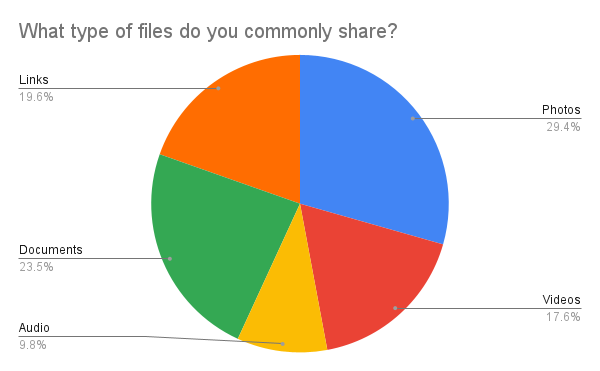 What type of files do you commonly share?
Links
19.6%
Photos
29.4%
Documents
23.5%
Videos
17.6%
Audio
9.8%